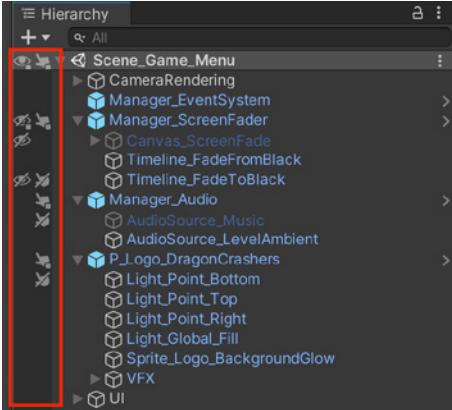 Hierarchy
All
Scene_Game_Menu
CameraRendering
Manager_EventSystem
Manager_ScreenFader
Canvas_ScreenFade
Timeline_FadeFromBlack
Timeline_FadeToBlack
Manager_Audio
AudioSource_Music
AudioSource_LevelAmbient
P_Logo_DragonCrashers
Light_Point_Bottom
Light_Point_Top
Light_Point_Right
Light_Global_Fill
Sprite_Logo_BackgroundGlow
VFX
UI